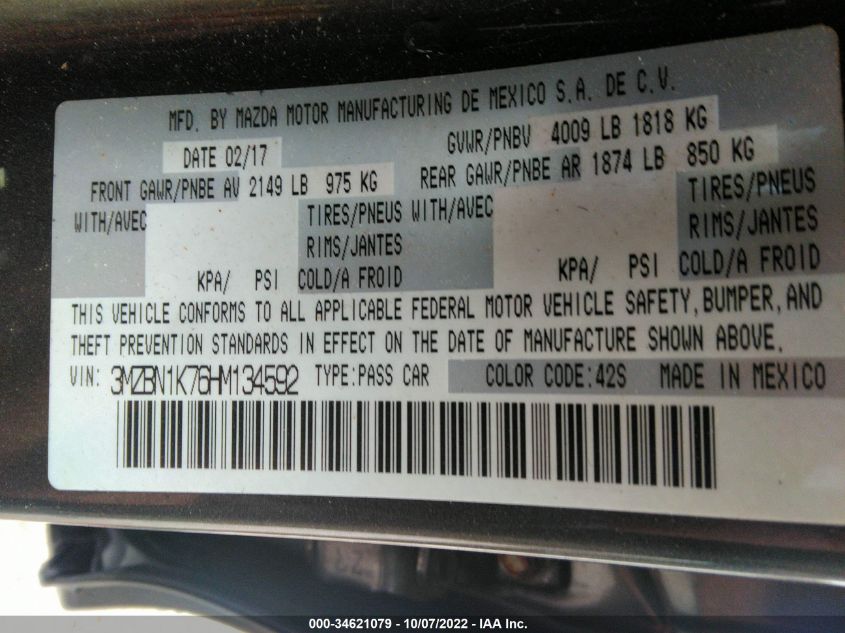 MFD. BY MAZDA MOTOR MANUFACTURING DE MEXICO S.A. DE C.V.
DATE 02/17 GVWR/PNBV 4009 LB 1818 KG
FRONT GAWR/PNBE AV 2149 LB 975 KG REAR GAWR/PNBE AR 1874 LB 850 KG
WITH/AVEC TIRES/PNEUS WITH/AVEC TIRES/PNEUS
RIMS/JANTES RIMS/JANTES
KPA/ PSI COLD/A FROID KPA/ PSI COLD/A FROID
THIS VEHICLE CONFORMS TO ALL APPLICABLE FEDERAL MOTOR VEHICLE SAFETY, BUMPER, AND
THEFT PREVENTION STANDARDS IN EFFECT ON THE DATE OF MANUFACTURE SHOWN ABOVE.
VIN: 3MZBN1K76HM134592 TYPE:PASS CAR COLOR CODE:42S MADE IN MEXICO
000-34621079 - 10/07/2022 - IAA Inc.